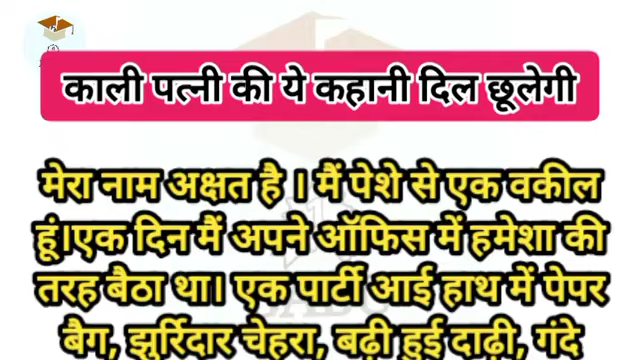 काली पत्नी की ये कहानी दिल छूलेगी
मेरा नाम अक्षत है । मैं पेशे से एक वकील
हूं।एक दिन मैं अपने ऑफिस में हमेशा की
तरह बैठा था। एक पार्टी आई हाथ में पेपर
बैग, झुर्रिदार चेहरा, बढ़ी हुई दाढ़ी, गंदे